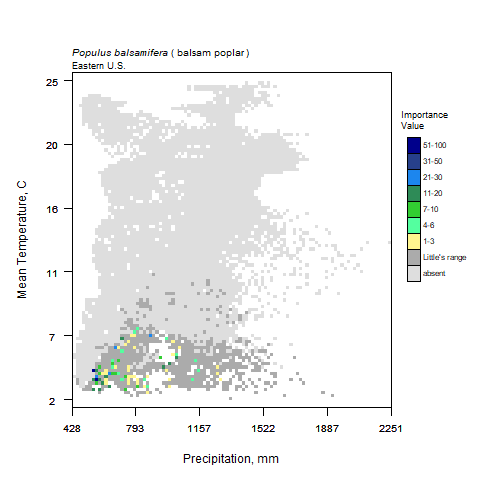 Populus balsamifera ( balsam poplar )
Eastern U.S.
25
20
16
11
7
2
Mean Temperature, C
428 793 1157 1522 1887 2251
Precipitation, mm
Importance
Value
51-100
31-50
21-30
11-20
7-10
4-6
1-3
Little's range
absent